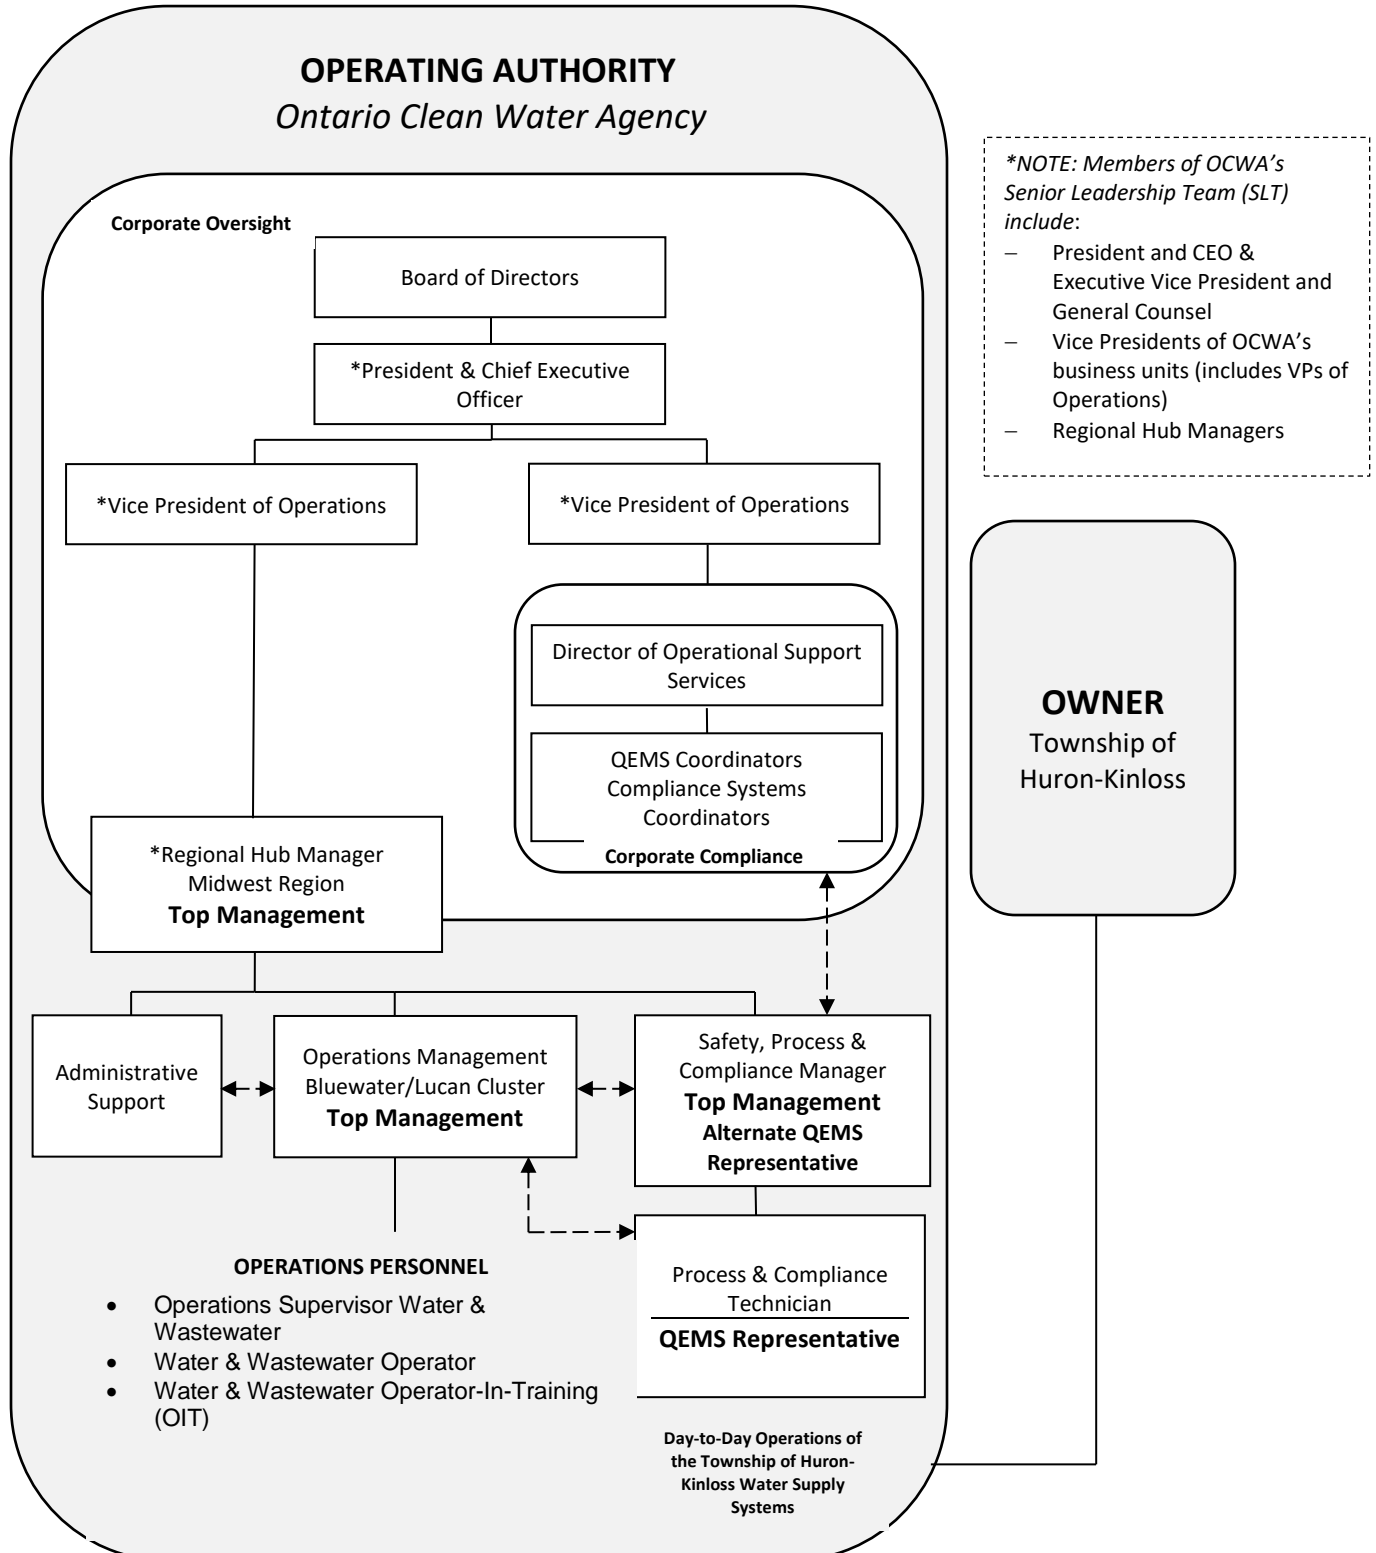 OPERATING AUTHORITY
Ontario Clean Water Agency
Corporate Oversight
Board of Directors
*President & Chief Executive
Officer
*Vice President of Operations
*Vice President of Operations
Director of Operational Support
Services
QEMS Coordinators
Compliance Systems
Coordinators
Corporate Compliance
*Regional Hub Manager
Midwest Region
Top Management
Administrative
Support
Operations Management
Bluewater/Lucan Cluster
Top Management
Safety, Process &
Compliance Manager
Top Management
Alternate QEMS
Representative
Process & Compliance
Technician
QEMS Representative
OPERATIONS PERSONNEL
• Operations Supervisor Water &
Wastewater
• Water & Wastewater Operator
• Water & Wastewater Operator-In-Training
(OIT)
Day-to-Day Operations of
the Township of Huron-
Kinloss Water Supply
Systems
*NOTE: Members of OCWA’s
Senior Leadership Team (SLT)
include:
– President and CEO &
Executive Vice President and
General Counsel
– Vice Presidents of OCWA’s
business units (includes VPs of
Operations)
– Regional Hub Managers
OWNER
Township of
Huron-Kinloss